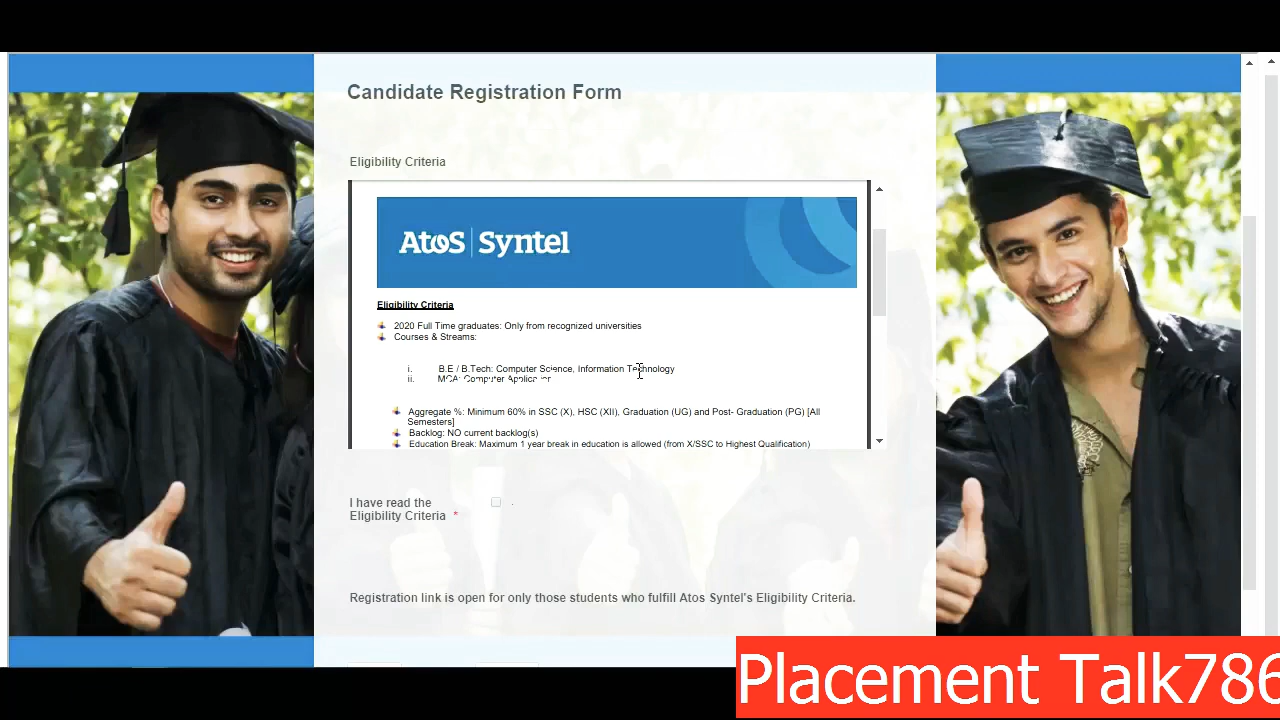 Candidate Registration Form
Eligibility Criteria
Atos Syntel
Eligibility Criteria
2020 Full Time graduates: Only from recognized universities
Courses & Streams:
i. B.E / B.Tech: Computer Science, Information Technology
ii. MCA: Computer Application
Aggregate %: Minimum 60% in SSC (X), HSC (XII), Graduation (UG) and Post- Graduation (PG) [All
Semesters]
Backlog: NO current backlog(s)
Education Break: Maximum 1 year break in education is allowed (from X/SSC to Highest Qualification)
I have read the
Eligibility Criteria *
.
Registration link is open for only those students who fulfill Atos Syntel's Eligibility Criteria.
Placement Talk786